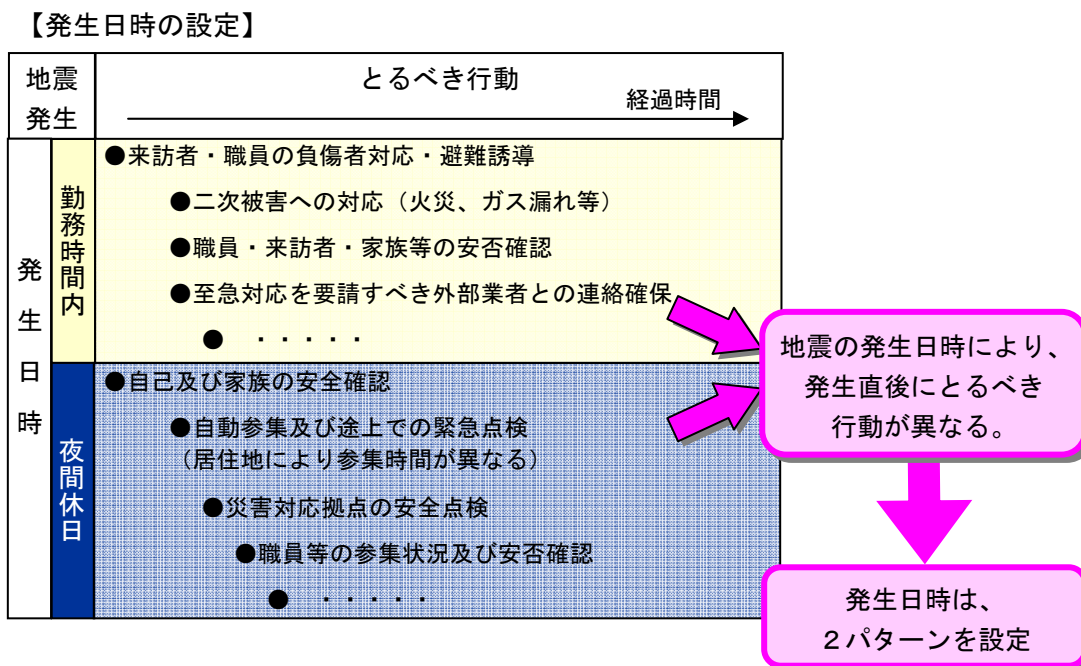 【発生日時の設定】
地震
発生
とるべき行動
経過時間
発生日時
勤務時間内
●来訪者・職員の負傷者対応・避難誘導
●二次被害への対応（火災、ガス漏れ等）
●職員・来訪者・家族等の安否確認
●至急対応を要請すべき外部業者との連絡確保
●　・・・・・
夜間休日
●自己及び家族の安全確認
●自動参集及び途上での緊急点検
（居住地により参集時間が異なる）
●災害対応拠点の安全点検
●職員等の参集状況及び安否確認
●　・・・・・
地震の発生日時により、
発生直後にとるべき
行動が異なる。
発生日時は、
２パターンを設定